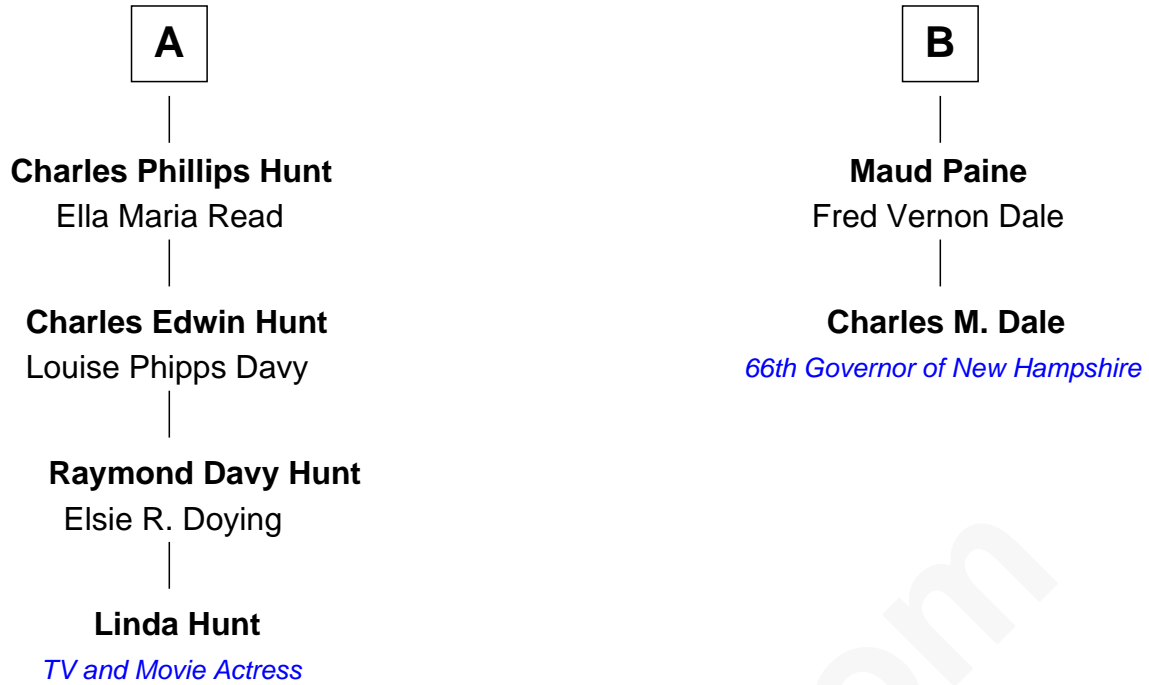 A
Charles Phillips Hunt
Ella Maria Read
Charles Edwin Hunt
Louise Phipps Davy
Raymond Davy Hunt
Elsie R. Doying
Linda Hunt
TV and Movie Actress
B
Maud Paine
Fred Vernon Dale
Charles M. Dale
66th Governor of New Hampshire
om